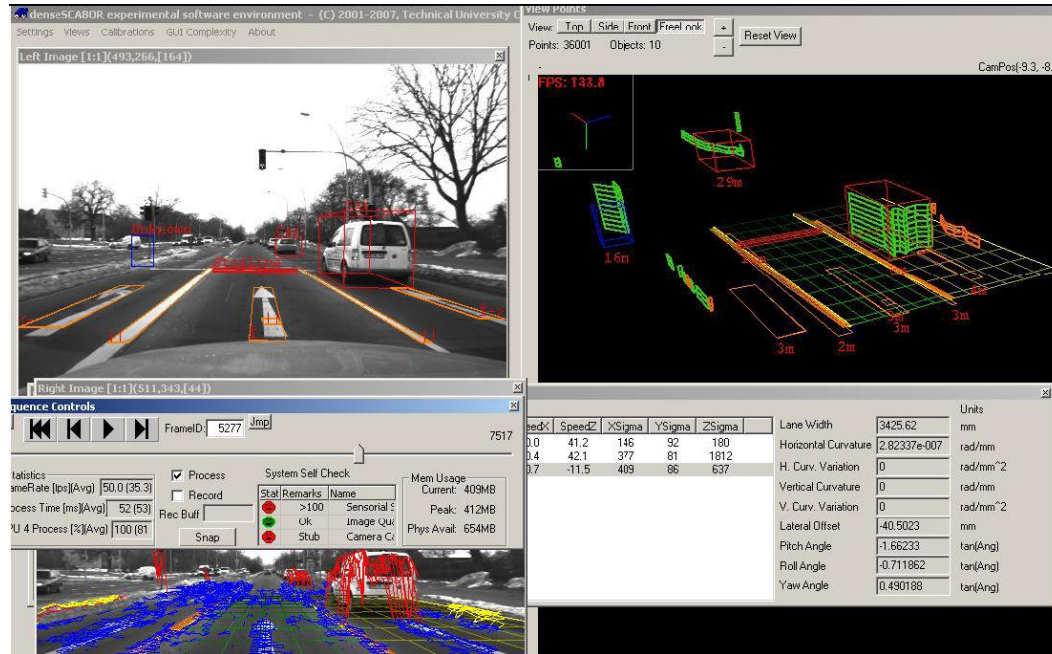 denseSCABOR experimental software environment - (C) 2001-2007, Technical University C
Settings Views Calibrations GUI Complexity About
Left Image [1:1](493,266,[164])
Unknown
View Points
View: Top Side Front FreeLook + Reset View
-
Points: 36001 Objects: 10
CamPos(-9.3, -8.
29m
16m
4m
3m
3m
3m
2m
Right Image [1:1](511,343,[44])
quence Controls
FrameID: 5277 Jmp
7517
Process
Record
Rec Buff
Snap
System Self Check
Stat Remarks Name
>100 Sensorial S
Ok Image Qua
Stub Camera Ca
Mem Usage
Current: 409MB
Peak: 412MB
Phys Avail: 654MB
tatistics
ameRate [fps](Avg) 50.0 (35.3)
ocess Time [ms](Avg) 52 (53)
PU 4 Process [%](Avg) 100 (81
eedX SpeedZ XSigma YSigma ZSigma
0.0 41.2 146 92 180
0.4 42.1 377 81 1812
0.7 -11.5 409 86 637
Units
Lane Width 3425.62 mm
Horizontal Curvature 2.82337e-007 rad/mm
H. Curv. Variation 0 rad/mm^2
Vertical Curvature 0 rad/mm
V. Curv. Variation 0 rad/mm^2
Lateral Offset -40.5023 mm
Pitch Angle -1.66233 tan(Ang)
Roll Angle -0.711862 tan(Ang)
Yaw Angle 0.490188 tan(Ang)